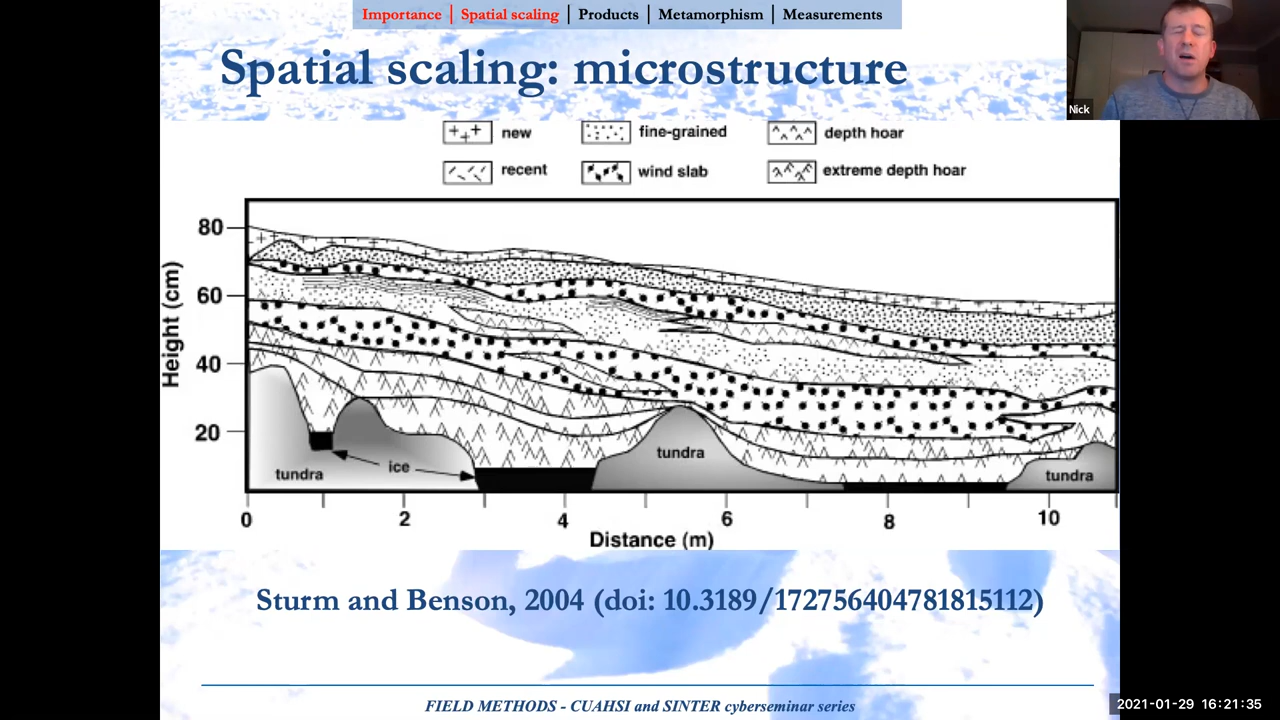 Importance | Spatial scaling | Products | Metamorphism | Measurements
Spatial scaling: microstructure
Nick
new
fine-grained
depth hoar
recent
wind slab
extreme depth hoar
Height (cm)
80
60
40
20
tundra
ice
tundra
tundra
0 2 4 6 8 10
Distance (m)
Sturm and Benson, 2004 (doi: 10.3189/172756404781815112)
FIELD METHODS - CUAHSI and SINTER cyberseminar series
2021-01-29 16:21:35